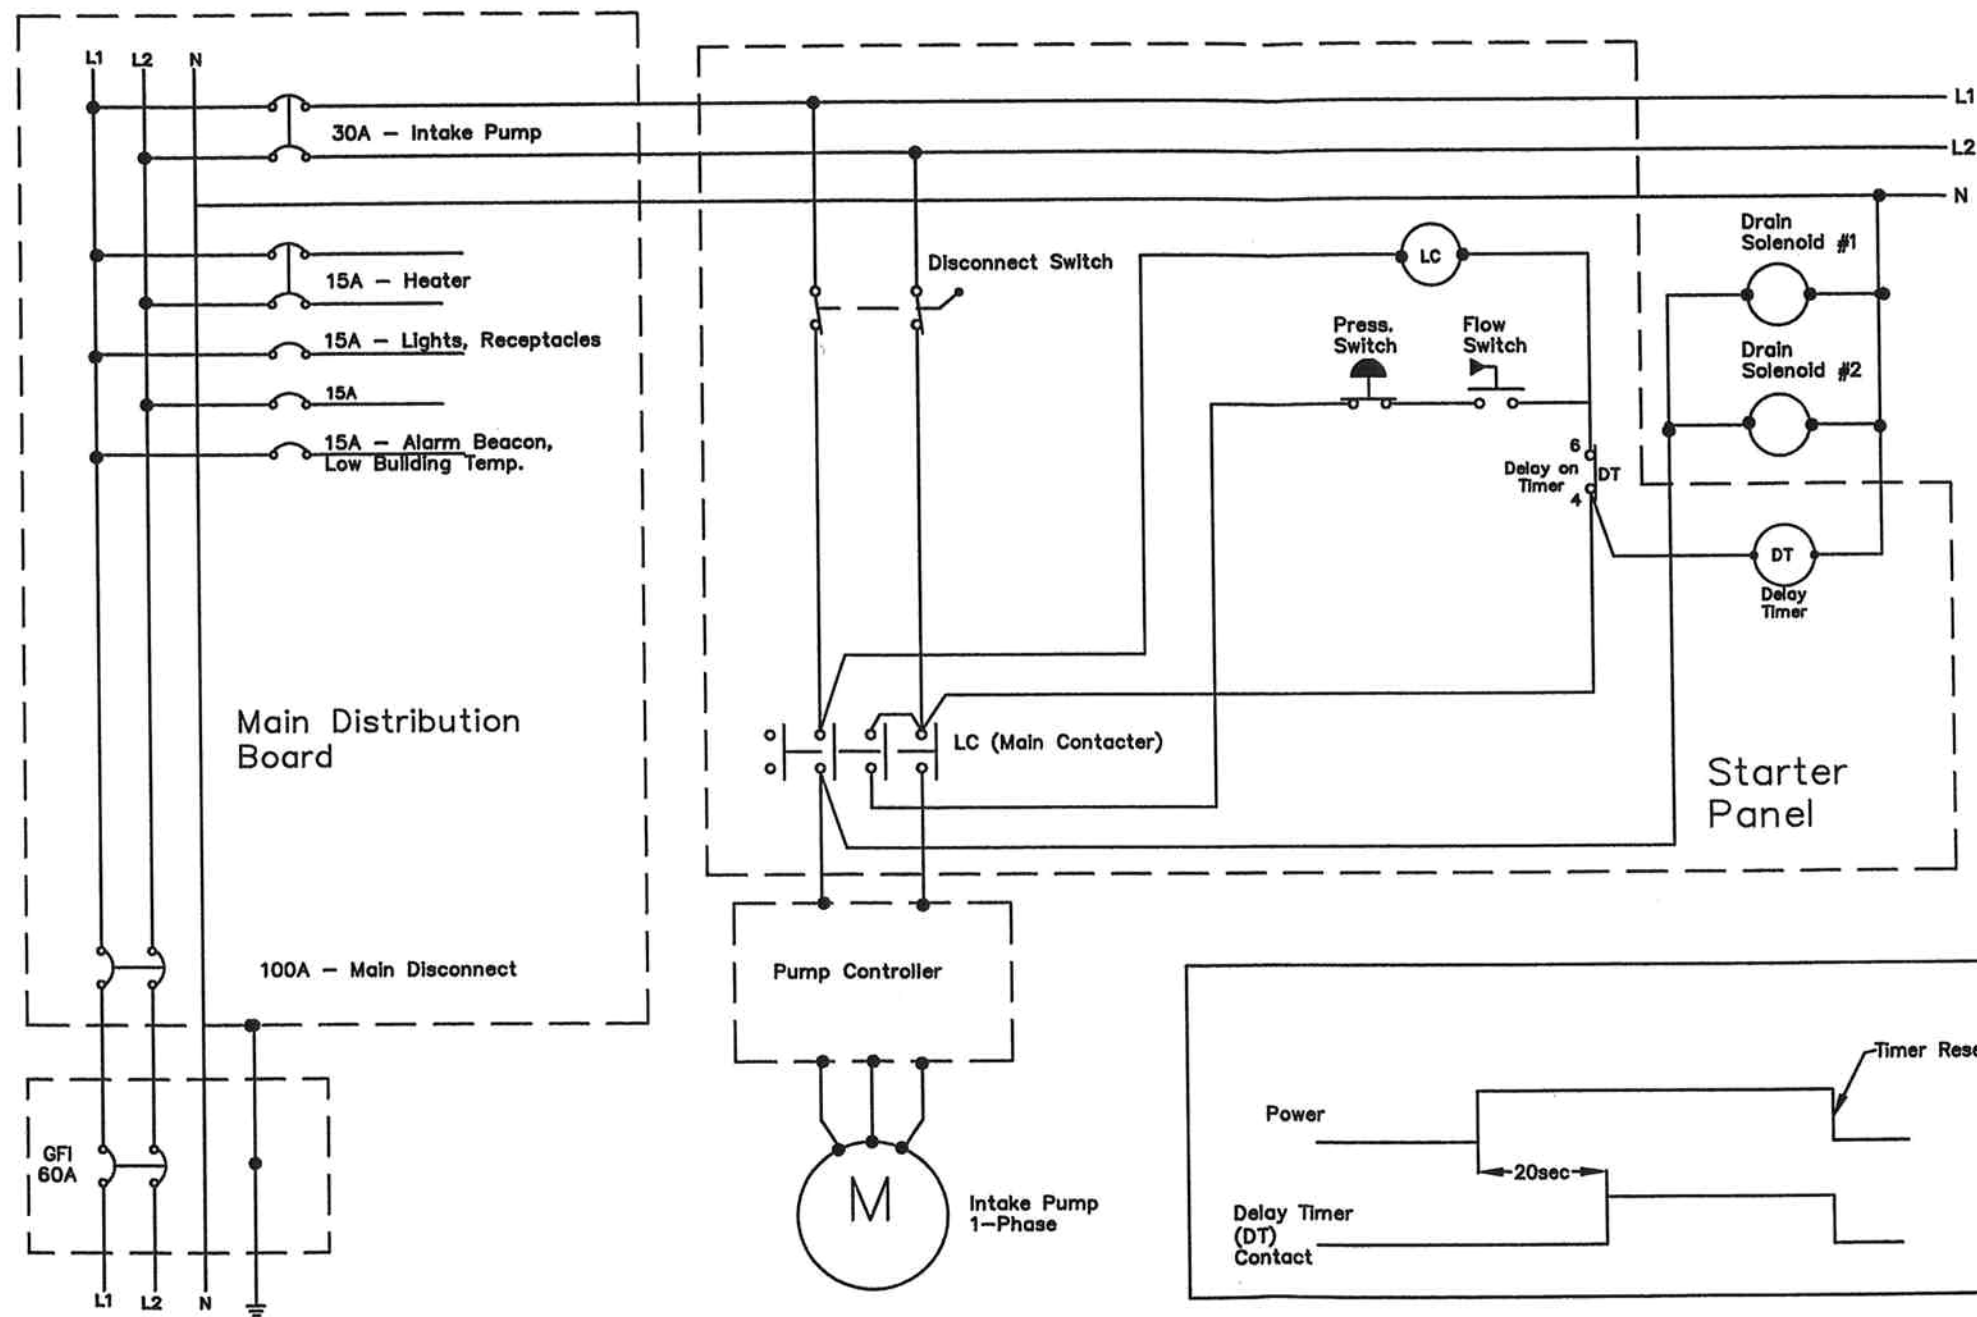 L1 L2 N
30A – Intake Pump
15A – Heater
15A – Lights, Receptacles
15A
15A – Alarm Beacon,
Low Building Temp.
Main Distribution
Board
100A – Main Disconnect
GFI
60A
L1 L2 N
L1
L2
N
Disconnect Switch
LC
Press.
Switch
Flow
Switch
6
Delay on
Timer
DT
4
Drain
Solenoid #1
Drain
Solenoid #2
DT
Delay
Timer
LC (Main Contacter)
Starter
Panel
Pump Controller
M
Intake Pump
1–Phase
Timer Rese
Power
20sec
Delay Timer
(DT)
Contact